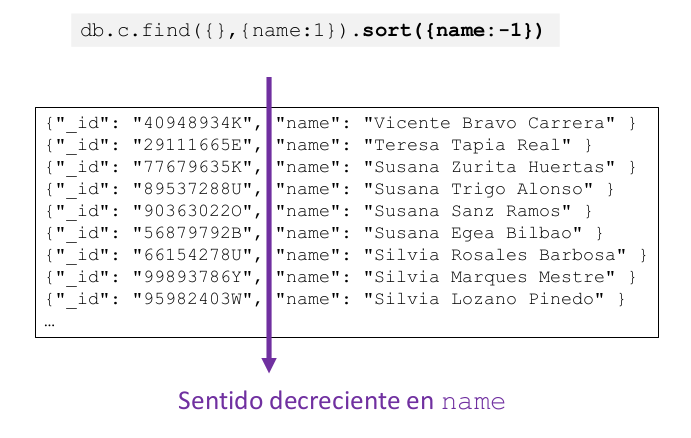 db.c.find({},{name:1}).sort({name:-1})
{"_id": "40948934K", "name": "Vicente Bravo Carrera" }
{"_id": "29111665E", "name": "Teresa Tapia Real" }
{"_id": "77679635K", "name": "Susana Zurita Huertas" }
{"_id": "89537288U", "name": "Susana Trigo Alonso" }
{"_id": "90363022O", "name": "Susana Sanz Ramos" }
{"_id": "56879792B", "name": "Susana Egea Bilbao" }
{"_id": "66154278U", "name": "Silvia Rosales Barbosa" }
{"_id": "99893786Y", "name": "Silvia Marques Mestre" }
{"_id": "95982403W", "name": "Silvia Lozano Pinedo" }
…
Sentido decreciente en name